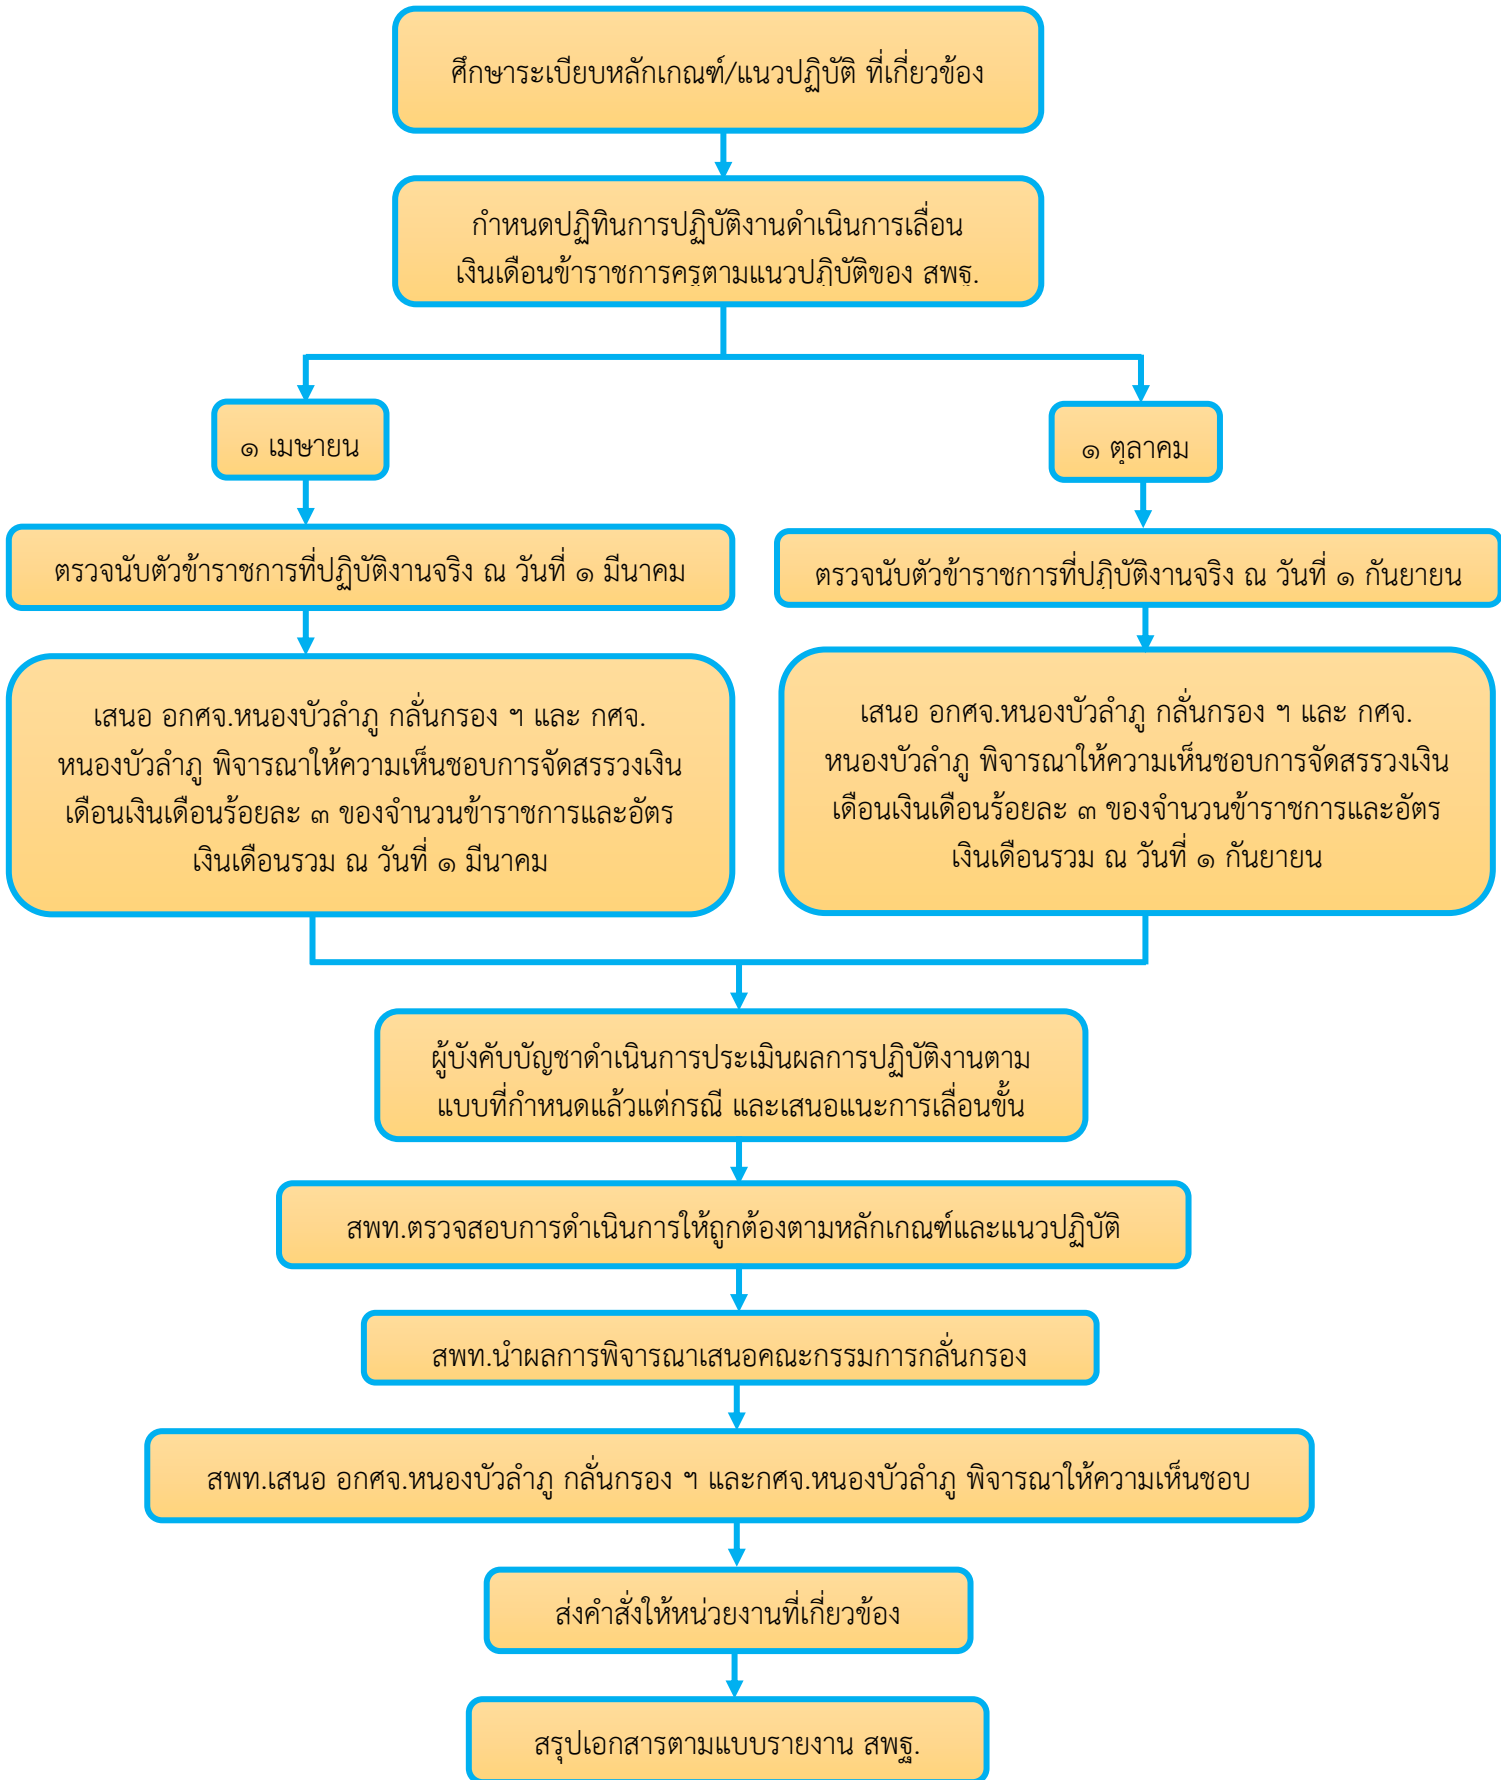 ศึกษาระเบียบหลักเกณฑ์/แนวปฏิบัติ ที่เกี่ยวข้อง
กำหนดปฏิทินการปฏิบัติงานดำเนินการเลื่อน
เงินเดือนข้าราชการครูตามแนวปฏิบัติของ สพฐ.
๑ เมษายน
๑ ตุลาคม
ตรวจนับตัวข้าราชการที่ปฏิบัติงานจริง ณ วันที่ ๑ มีนาคม
ตรวจนับตัวข้าราชการที่ปฏิบัติงานจริง ณ วันที่ ๑ กันยายน
เสนอ อกศจ.หนองบัวลำภู กลั่นกรอง ฯ และ กศจ.
หนองบัวลำภู พิจารณาให้ความเห็นชอบการจัดสรรวงเงิน
เดือนเงินเดือนร้อยละ ๓ ของจำนวนข้าราชการและอัตร
เงินเดือนรวม ณ วันที่ ๑ มีนาคม
เสนอ อกศจ.หนองบัวลำภู กลั่นกรอง ฯ และ กศจ.
หนองบัวลำภู พิจารณาให้ความเห็นชอบการจัดสรรวงเงิน
เดือนเงินเดือนร้อยละ ๓ ของจำนวนข้าราชการและอัตร
เงินเดือนรวม ณ วันที่ ๑ กันยายน
ผู้บังคับบัญชาดำเนินการประเมินผลการปฏิบัติงานตาม
แบบที่กำหนดแล้วแต่กรณี และเสนอแนะการเลื่อนขั้น
สพท.ตรวจสอบการดำเนินการให้ถูกต้องตามหลักเกณฑ์และแนวปฏิบัติ
สพท.นำผลการพิจารณาเสนอคณะกรรมการกลั่นกรอง
สพท.เสนอ อกศจ.หนองบัวลำภู กลั่นกรอง ฯ และกศจ.หนองบัวลำภู พิจารณาให้ความเห็นชอบ
ส่งคำสั่งให้หน่วยงานที่เกี่ยวข้อง
สรุปเอกสารตามแบบรายงาน สพฐ.